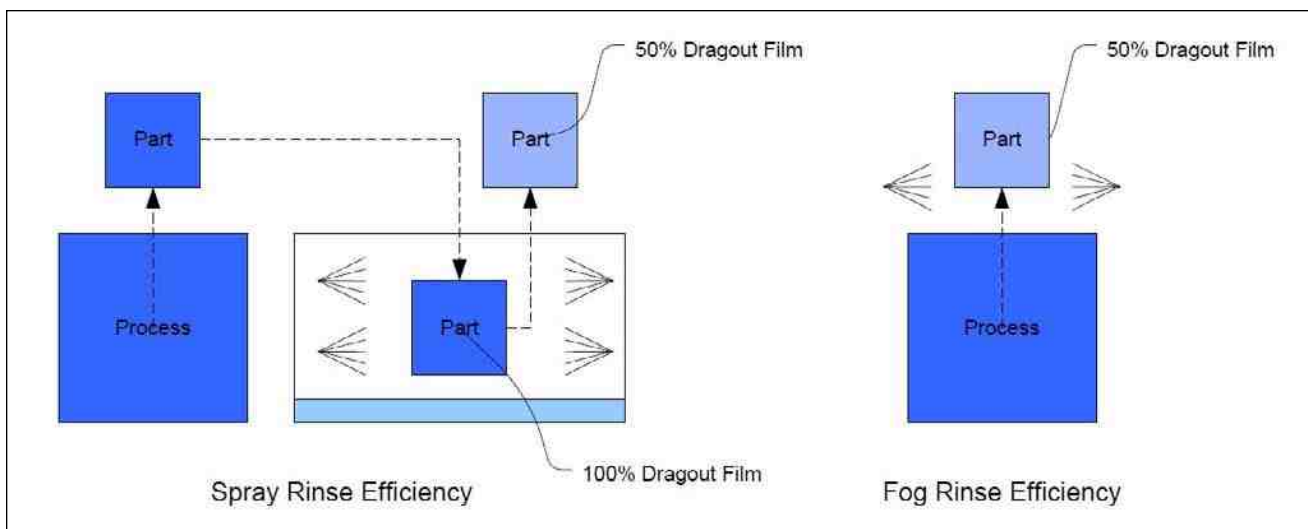 50% Dragout Film
50% Dragout Film
Part
Part
Part
Process
Part
Process
100% Dragout Film
Spray Rinse Efficiency
Fog Rinse Efficiency